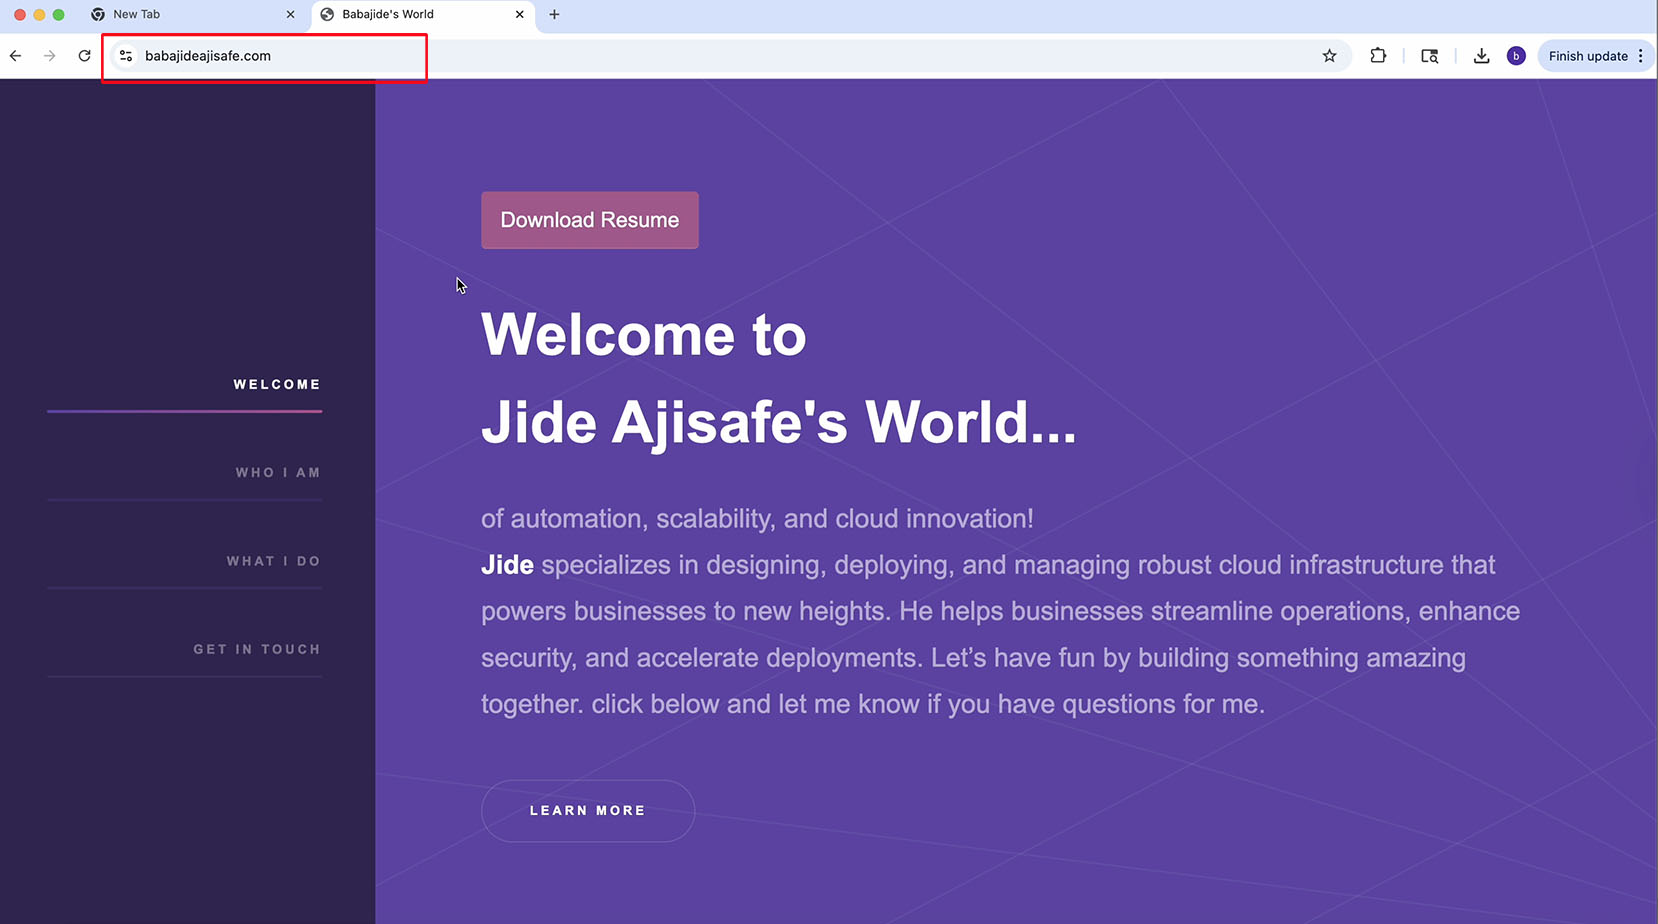 New Tab
Babajide's World
babajideajisafe.com
b
Finish update
Download Resume
Welcome to
Jide Ajisafe's World...
WELCOME
WHO I AM
WHAT I DO
GET IN TOUCH
of automation, scalability, and cloud innovation!
Jide specializes in designing, deploying, and managing robust cloud infrastructure that
powers businesses to new heights. He helps businesses streamline operations, enhance
security, and accelerate deployments. Let’s have fun by building something amazing
together. click below and let me know if you have questions for me.
LEARN MORE